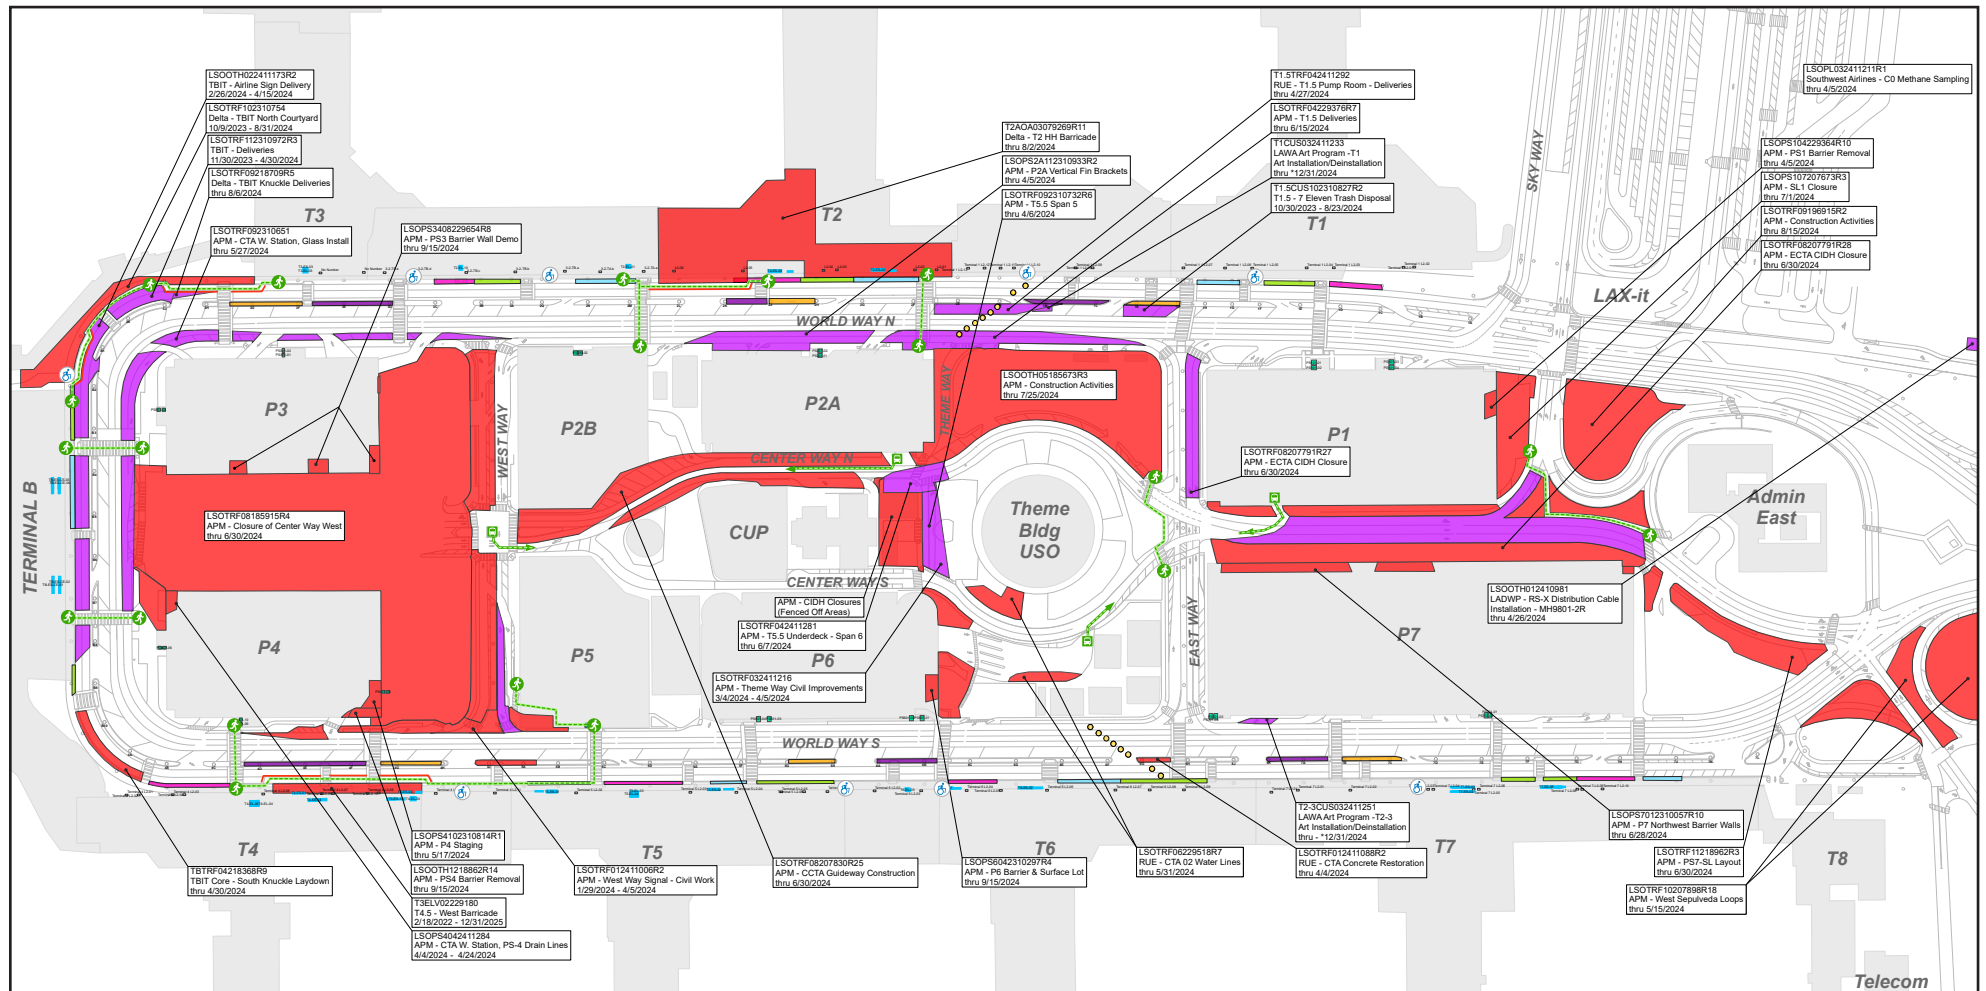 LSOOTH022411173R2
TBIT - Airline Sign Delivery
2/26/2024 - 4/15/2024
LSOTRF102310754
Delta - TBIT North Courtyard
10/9/2023 - 8/31/2024
LSOTRF112310972R3
TBIT - Deliveries
11/30/2023 - 4/30/2024
LSOTRF09218709R5
Delta - TBIT Knuckle Deliveries
thru 8/6/2024
LSOTRF092310651
APM - CTA W. Station, Glass Install
thru 5/27/2024
LSOPS3408229654R8
APM - PS3 Barrier Wall Demo
thru 9/15/2024
T2AOA03079269R11
Delta - T2 HH Barricade
thru 8/2/2024
LSOPS2A112310933R2
APM - P2A Vertical Fin Brackets
thru 4/5/2024
LSOTRF092310732R6
APM - T5.5 Span 5
thru 4/6/2024
T1.5TRF042411292
RUE - T1.5 Pump Room - Deliveries
thru 4/27/2024
LSOTRF04229376R7
APM - T1.5 Deliveries
thru 6/15/2024
T1CUS032411233
LAWA Art Program -T1
Art Installation/Deinstallation
thru *12/31/2024
T1.5CUS102310827R2
T1.5 - 7 Eleven Trash Disposal
10/30/2023 - 8/23/2024
LSOPL032411211R1
Southwest Airlines - C0 Methane Sampling
thru 4/5/2024
LSOPS104229364R10
APM - PS1 Barrier Removal
thru 4/5/2024
LSOPS107207673R3
APM - SL1 Closure
thru 7/1/2024
LSOTRF09196915R2
APM - Construction Activities
thru 8/15/2024
LSOTRF08207791R28
APM - ECTA CIDH Closure
thru 6/30/2024
T3
T2
T1
SKY WAY
LAX-it
WORLD WAY N
P3
WEST WAY
P2B
P2A
THEME WAY
LSOOTH05185673R3
APM - Construction Activities
thru 7/25/2024
P1
CENTER WAY N
LSOTRF08207791R27
APM - ECTA CIDH Closure
thru 6/30/2024
TERMINAL B
LSOTRF08185915R4
APM - Closure of Center Way West
thru 6/30/2024
CUP
Theme
Bldg
USO
Admin
East
CENTER WAY S
APM - CIDH Closures
(Fenced Off Areas)
LSOTRF042411281
APM - T5.5 Underdeck - Span 6
thru 6/7/2024
LSOTRF032411216
APM - Theme Way Civil Improvements
3/4/2024 - 4/5/2024
LSOOTH012410981
LADWP - RS-X Distribution Cable
Installation - MH9801-2R
thru 4/26/2024
P4
P5
P6
EAST WAY
P7
WORLD WAY S
T4
T5
T6
T7
T8
TBTRF04218368R9
TBIT Core - South Knuckle Laydown
thru 4/30/2024
LSOPS4102310814R1
APM - P4 Staging
thru 5/17/2024
LSOOTH1218862R14
APM - PS4 Barrier Removal
thru 9/15/2024
T3ELV02229180
T4.5 - West Barricade
2/18/2022 - 12/31/2025
LSOPS4042411284
APM - CTA W. Station, PS-4 Drain Lines
4/4/2024 - 4/24/2024
LSOTRF012411006R2
APM - West Way Signal - Civil Work
1/29/2024 - 4/5/2024
LSOTRF08207830R25
APM - CCTA Guideway Construction
thru 6/30/2024
LSOPS6042310297R4
APM - P6 Barrier & Surface Lot
thru 9/15/2024
LSOTRF06229518R7
RUE - CTA 02 Water Lines
thru 5/31/2024
T2-3CUS032411251
LAWA Art Program -T2-3
Art Installation/Deinstallation
thru - *12/31/2024
LSOTRF012411088R2
RUE - CTA Concrete Restoration
thru 4/4/2024
LSOPS7012310057R10
APM - P7 Northwest Barrier Walls
thru 6/28/2024
LSOTRF11218962R3
APM - PS7-SL Layout
thru 6/30/2024
LSOTRF10207898R18
APM - West Sepulveda Loops
thru 5/15/2024
Telecom